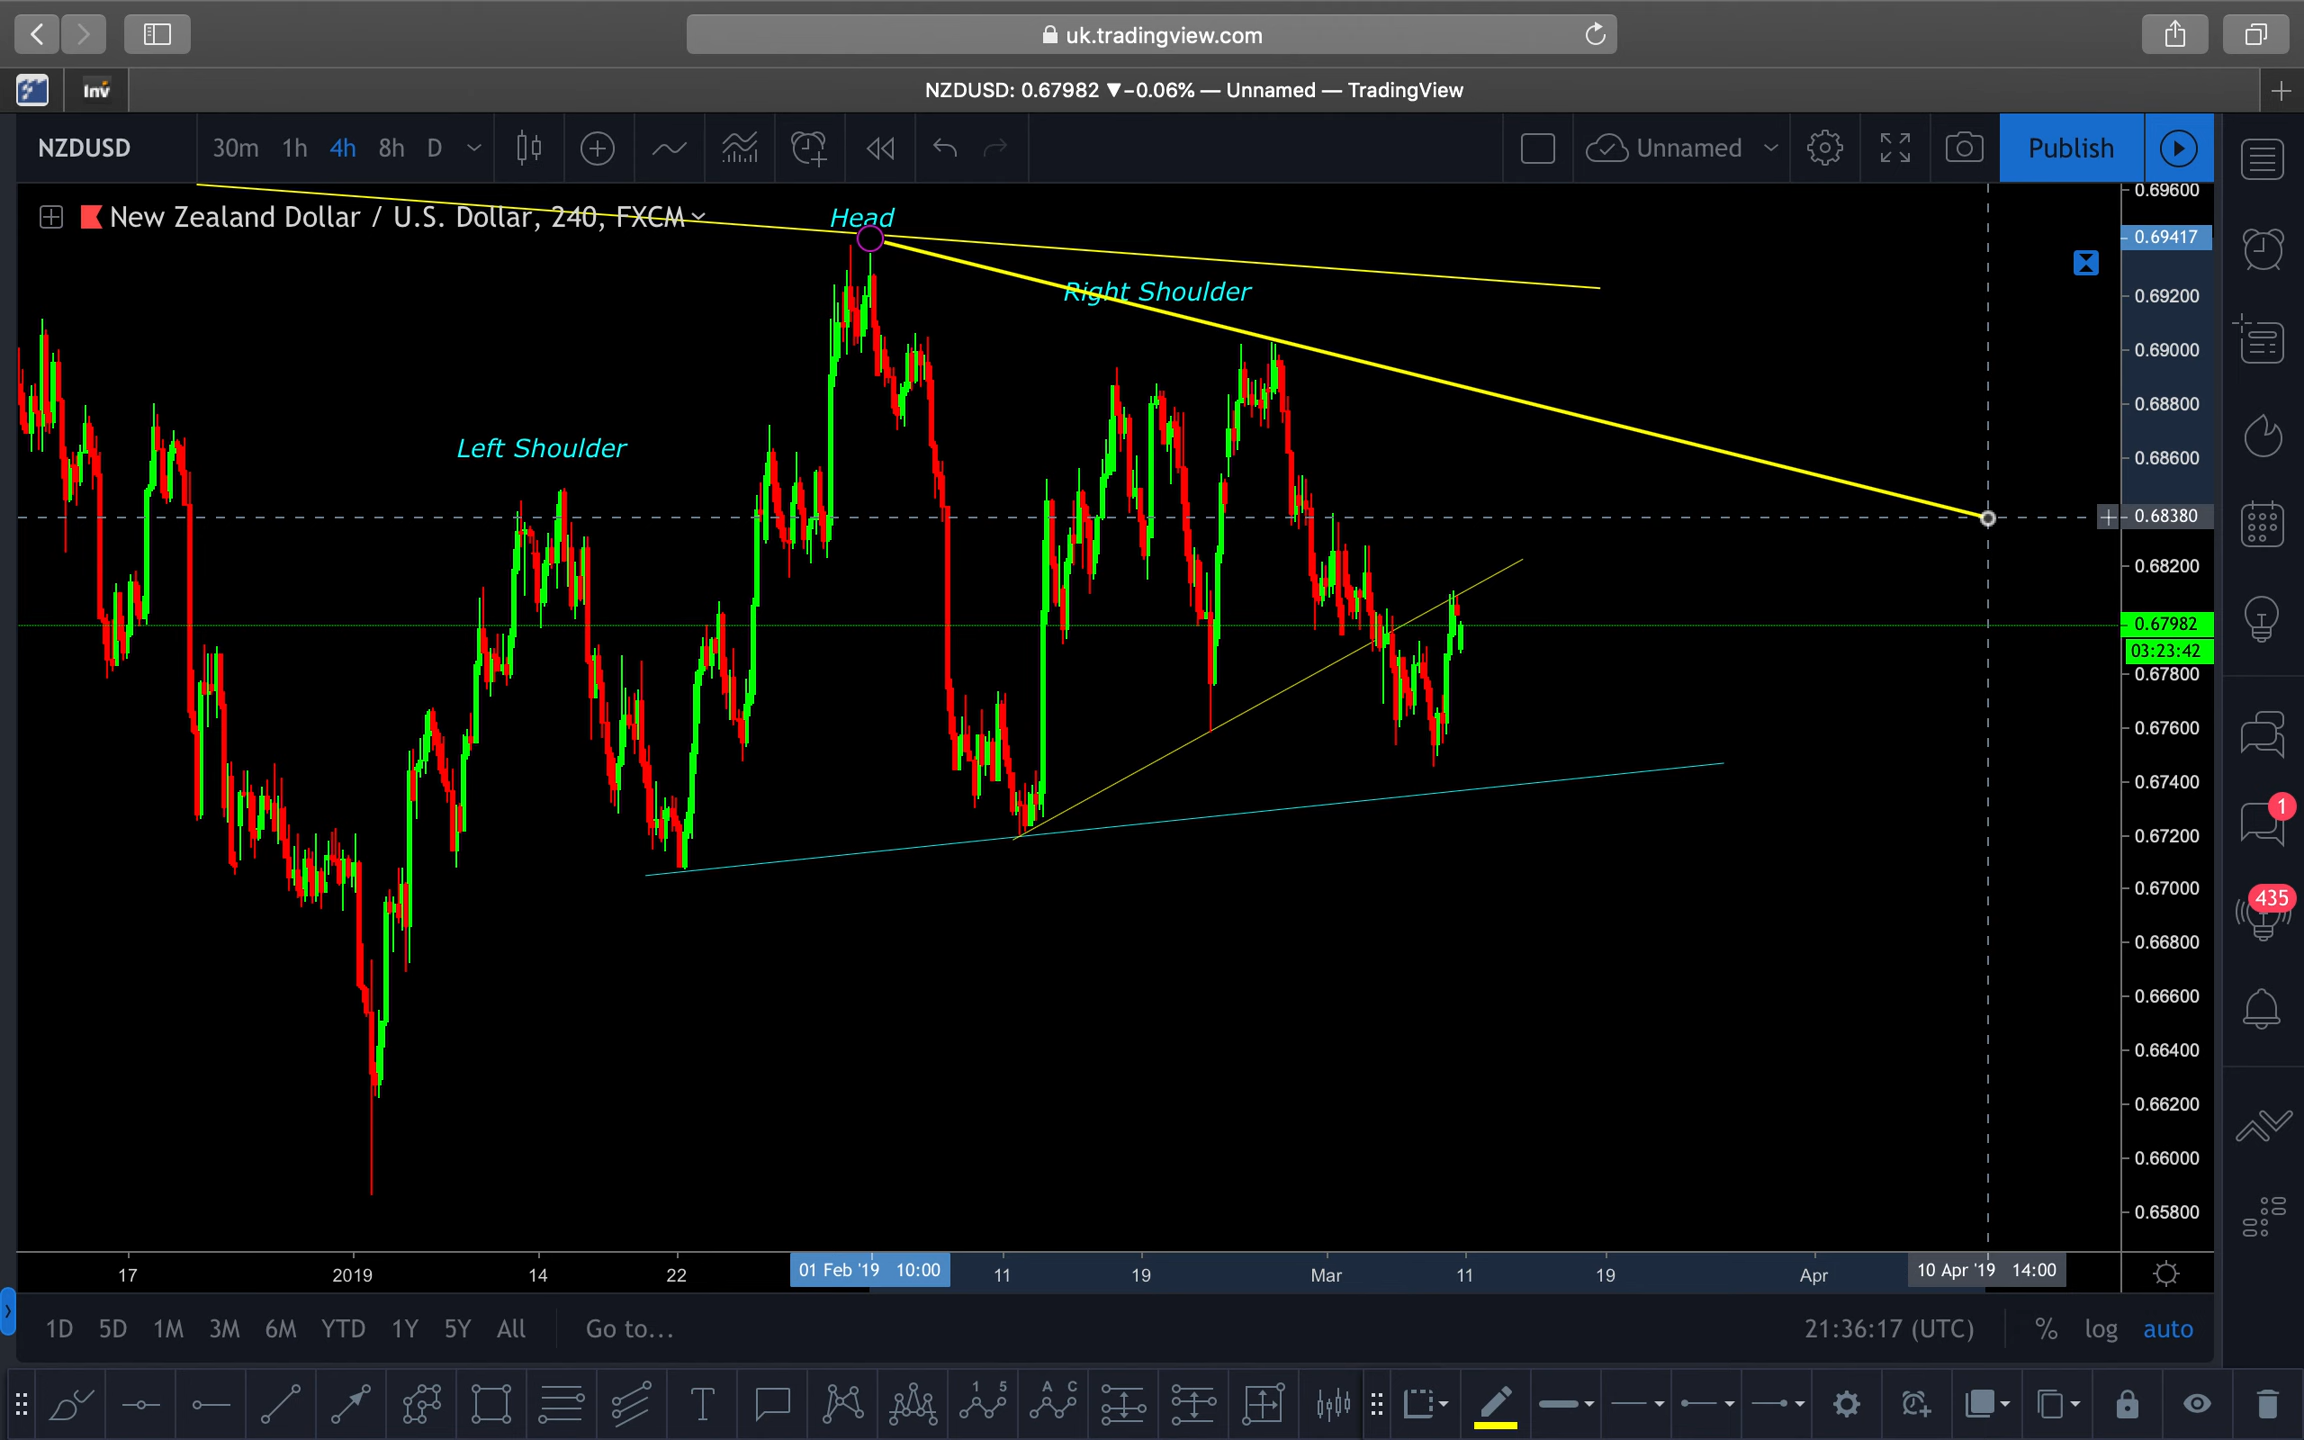 uk.tradingview.com
Inv
NZDUSD: 0.67982 ▼−0.06% — Unnamed — TradingView
NZDUSD 30m 1h 4h 8h D Unnamed Publish
New Zealand Dollar / U.S. Dollar, 240, FXCM
Head
Right Shoulder
Left Shoulder
0.69600
0.69417
0.69200
0.69000
0.68800
0.68600
0.68380
0.68200
0.67982
03:23:42
0.67800
0.67600
0.67400
0.67200
0.67000
0.66800
0.66600
0.66400
0.66200
0.66000
0.65800
1
435
17 2019 14 22 01 Feb '19 10:00 11 19 Mar 11 19 Apr 10 Apr '19 14:00
1D 5D 1M 3M 6M YTD 1Y 5Y All Go to... 21:36:17 (UTC) % log auto
T 1 5 A C